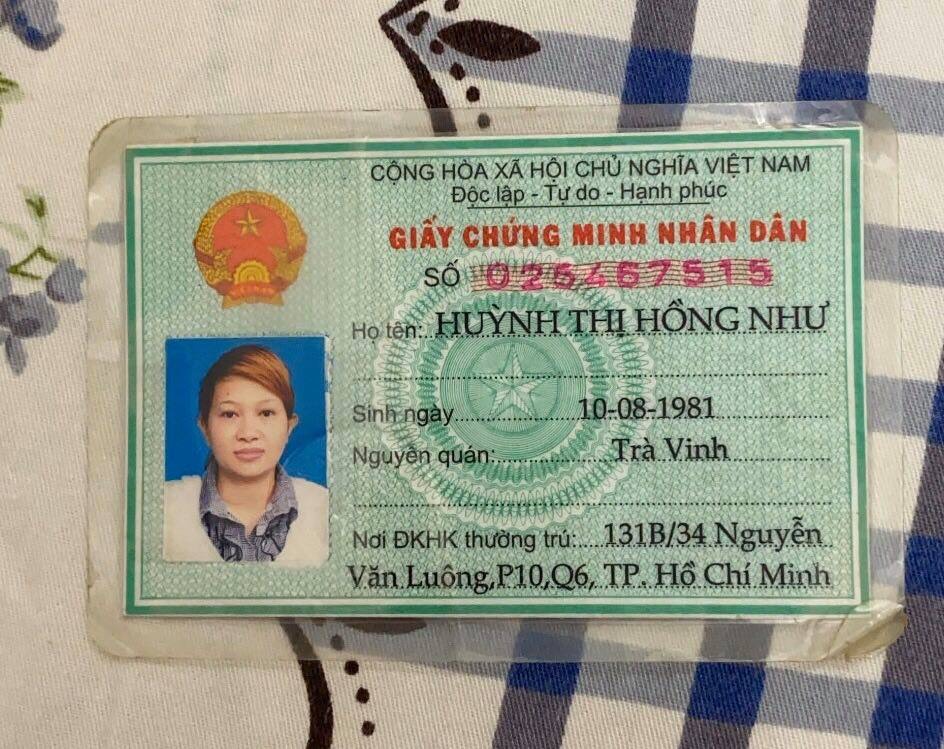 CỘNG HÒA XÃ HỘI CHỦ NGHĨA VIỆT NAM
Độc lập - Tự do - Hạnh phúc
GIẤY CHỨNG MINH NHÂN DÂN
SỐ 025467515
Họ tên: HUỲNH THỊ HỒNG NHƯ
Sinh ngày 10-08-1981
Nguyên quán: Trà Vinh
Nơi ĐKHK thường trú: 131B/34 Nguyễn
Văn Luông,P10,Q6, TP. Hồ Chí Minh